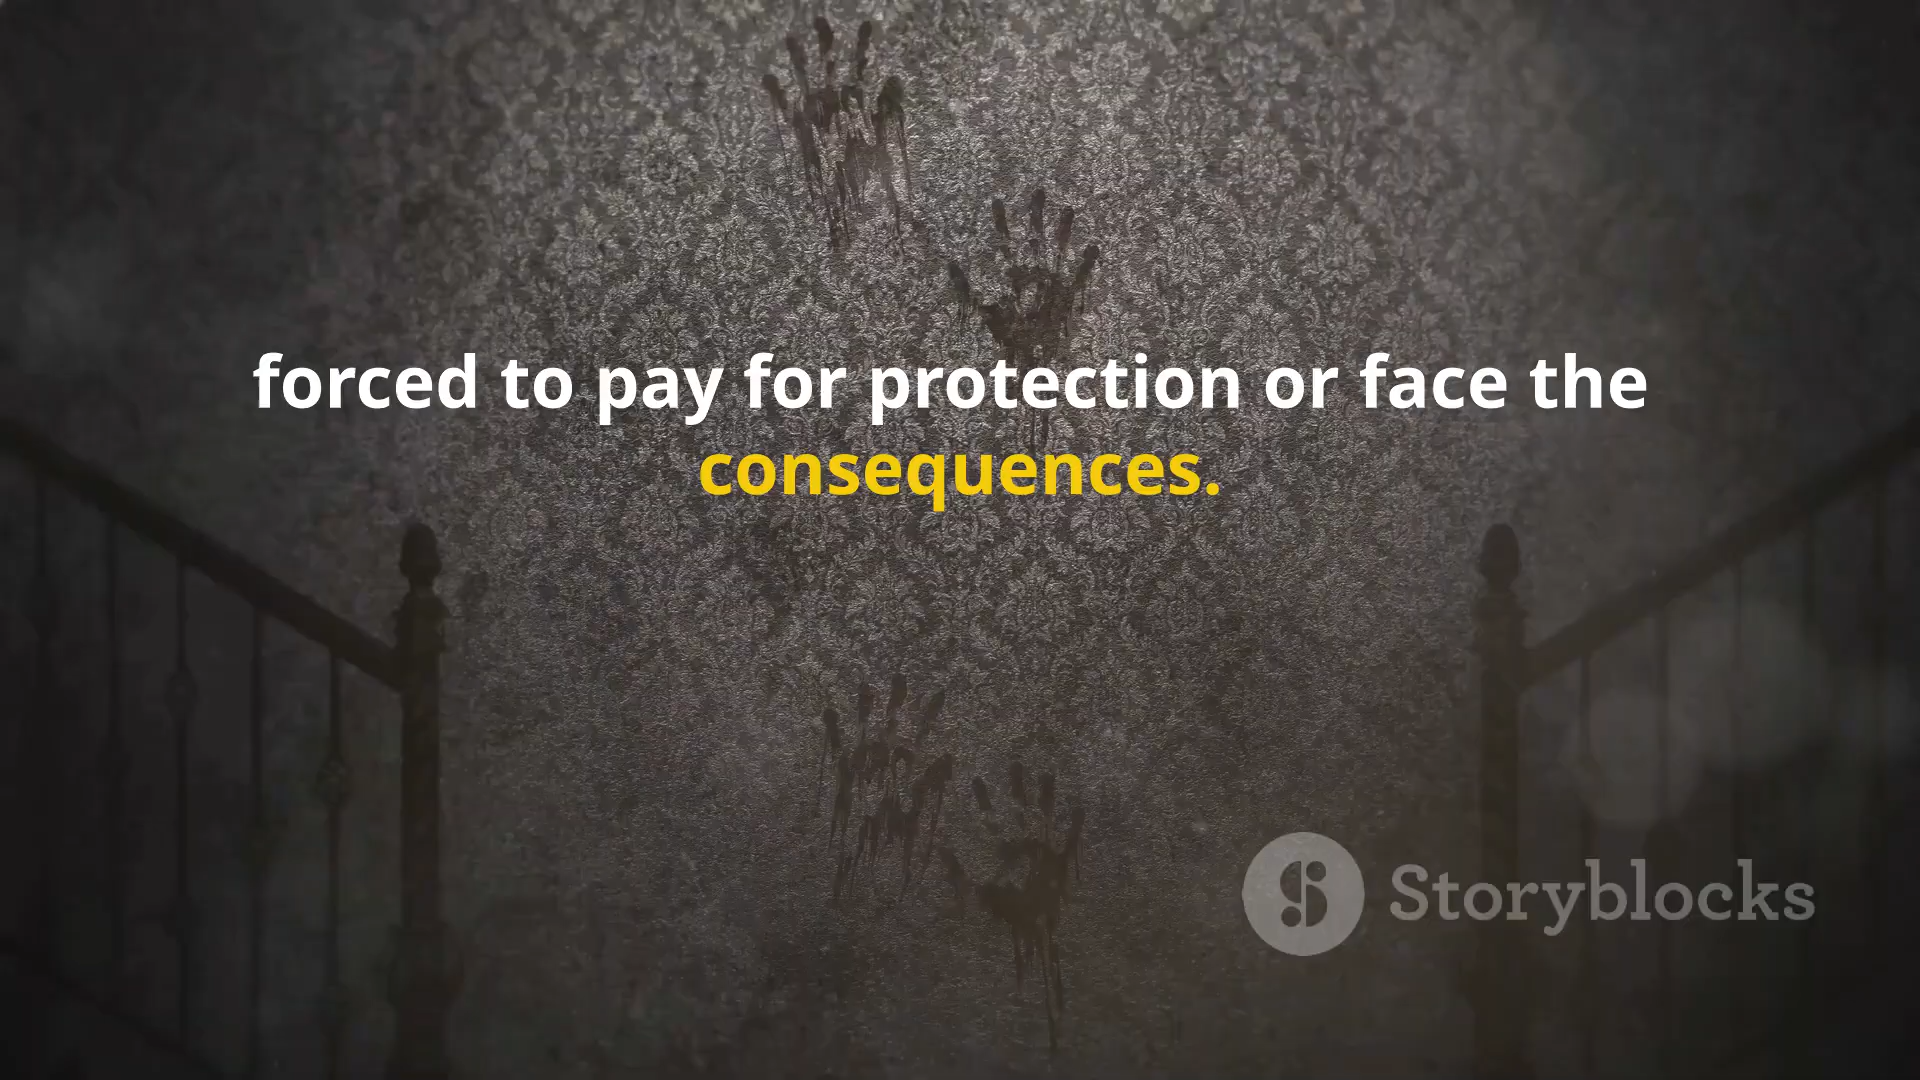 forced to pay for protection or face the
consequences.
Storyblocks